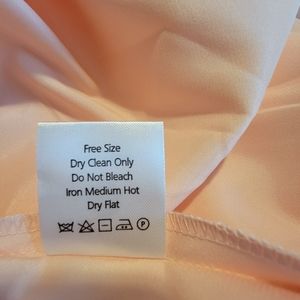 Free Size
Dry Clean Only
Do Not Bleach
Iron Medium Hot
Dry Flat
P